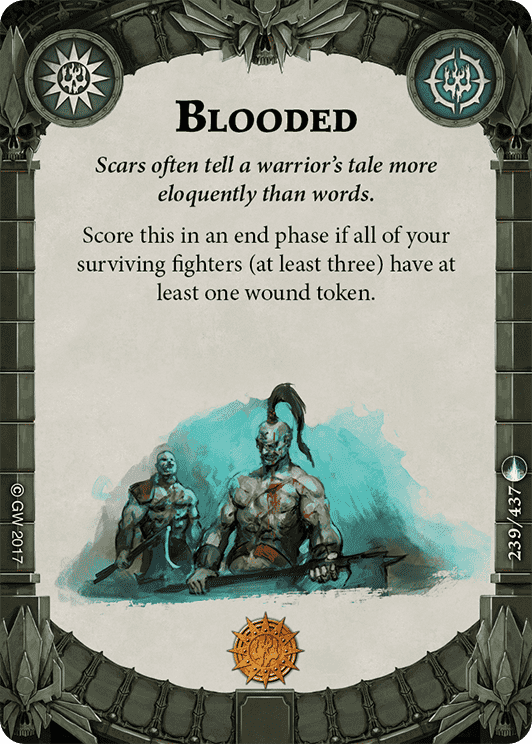 BLOODED
Scars often tell a warrior's tale more
eloquently than words.
Score this in an end phase if all of your
surviving fighters (at least three) have at
least one wound token.
© GW 2017
239/437